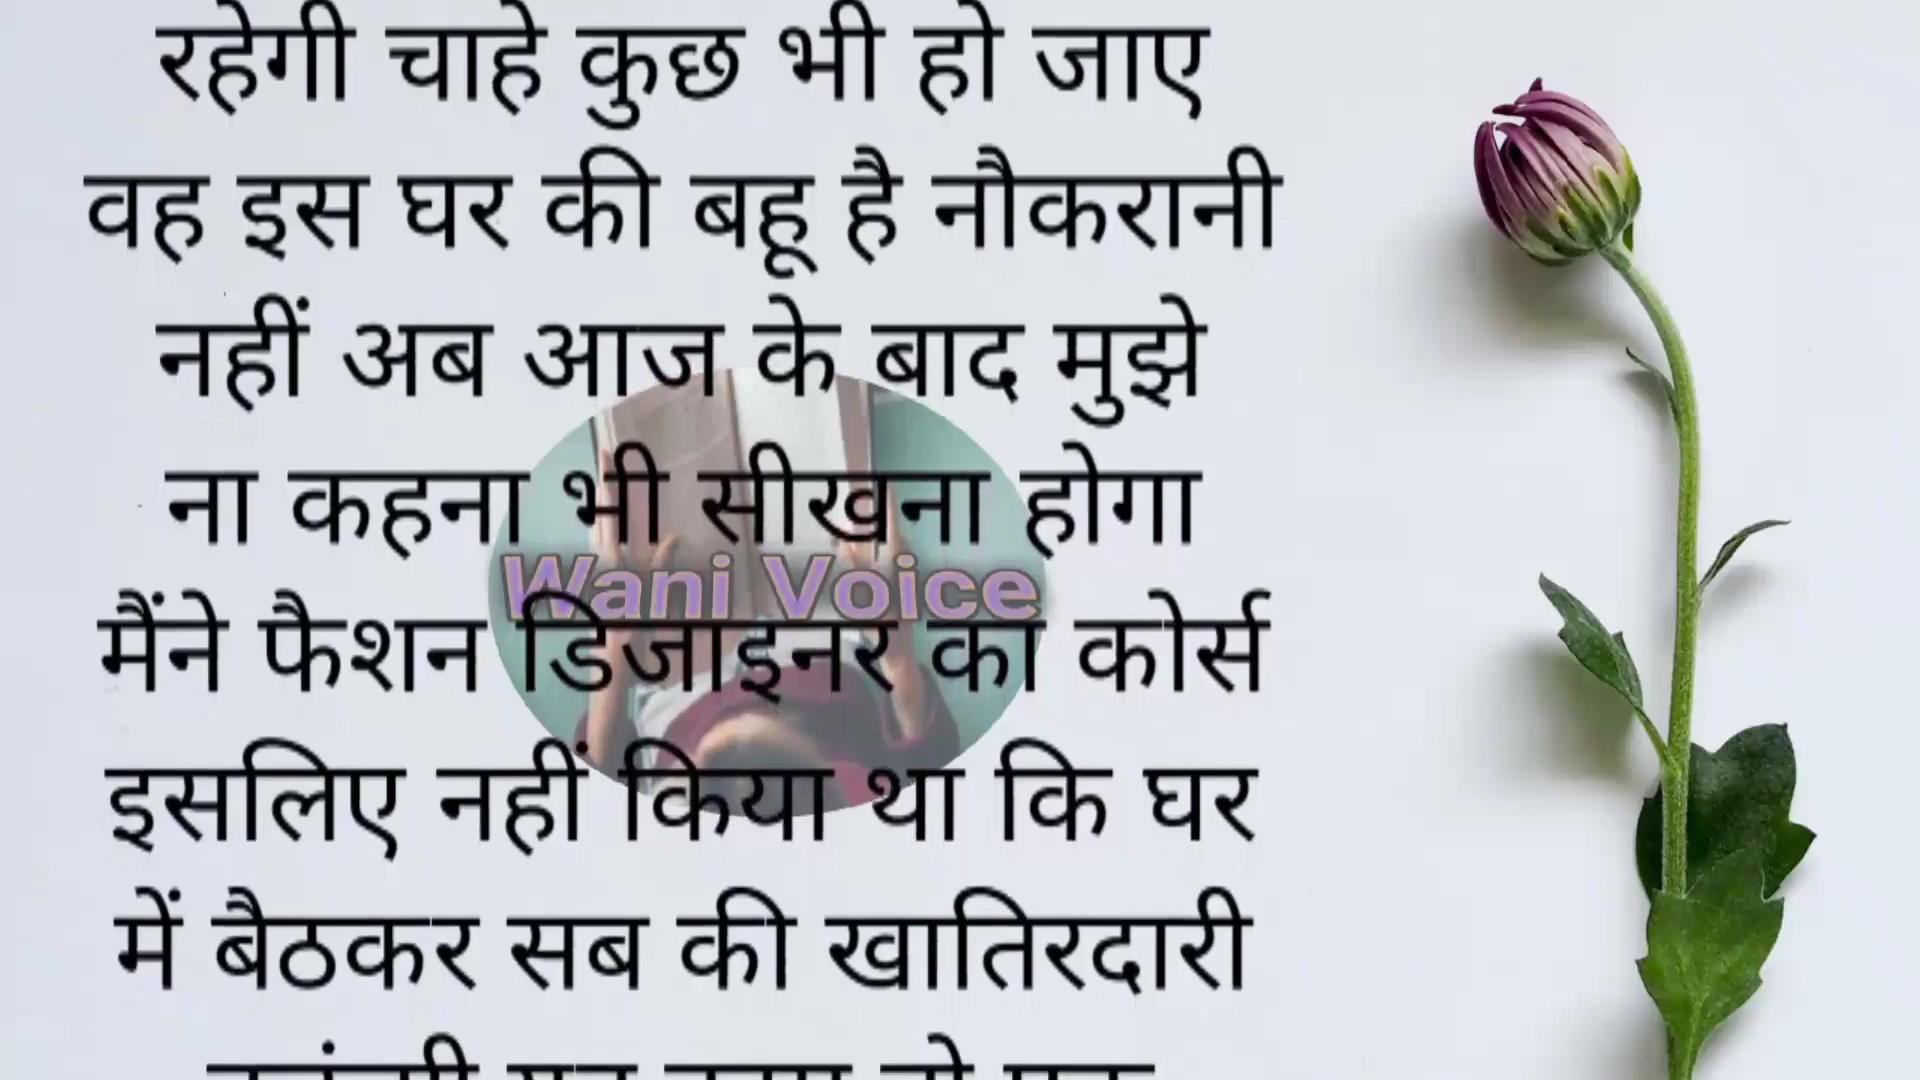 रहेगी चाहे कुछ भी हो जाए
वह इस घर की बहू है नौकरानी
नहीं अब आज के बाद मुझे
ना कहना भी सीखना होगा
Wani Voice
मैंने फैशन डिजाइनर का कोर्स
इसलिए नहीं किया था कि घर
में बैठकर सब की खातिरदारी